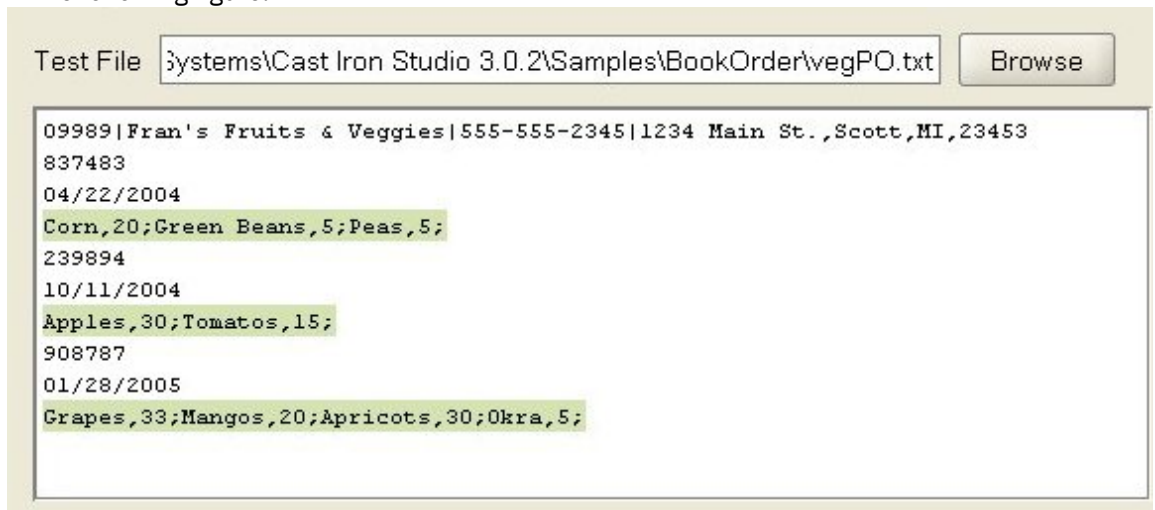 Test File Systems\Cast Iron Studio 3.0.2\Samples\BookOrder\vegPO.txt Browse
09989|Fran's Fruits & Veggies|555-555-2345|1234 Main St.,Scott,MI,23453
837483
04/22/2004
Corn,20;Green Beans,5;Peas,5;
239894
10/11/2004
Apples,30;Tomatos,15;
908787
01/28/2005
Grapes,33;Mangos,20;Apricots,30;Okra,5;